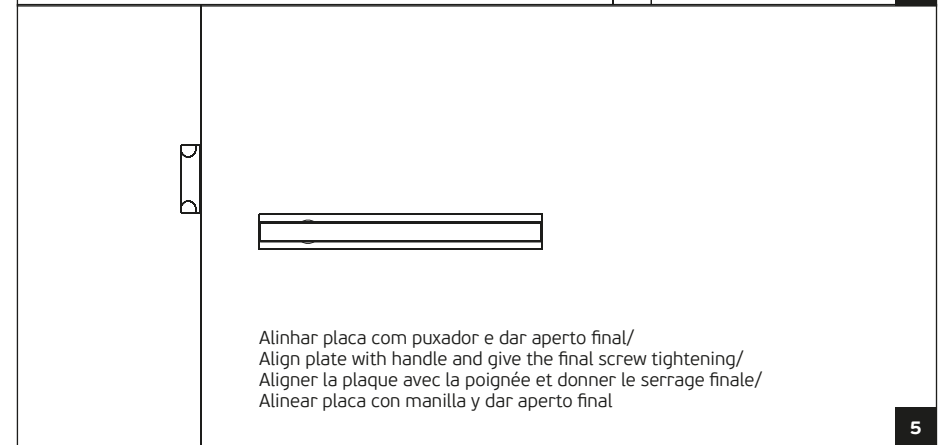 Alinhar placa com puxador e dar aperto final/
Align plate with handle and give the final screw tightening/
Aligner la plaque avec la poignée et donner le serrage finale/
Alinear placa con manilla y dar aperto final
5